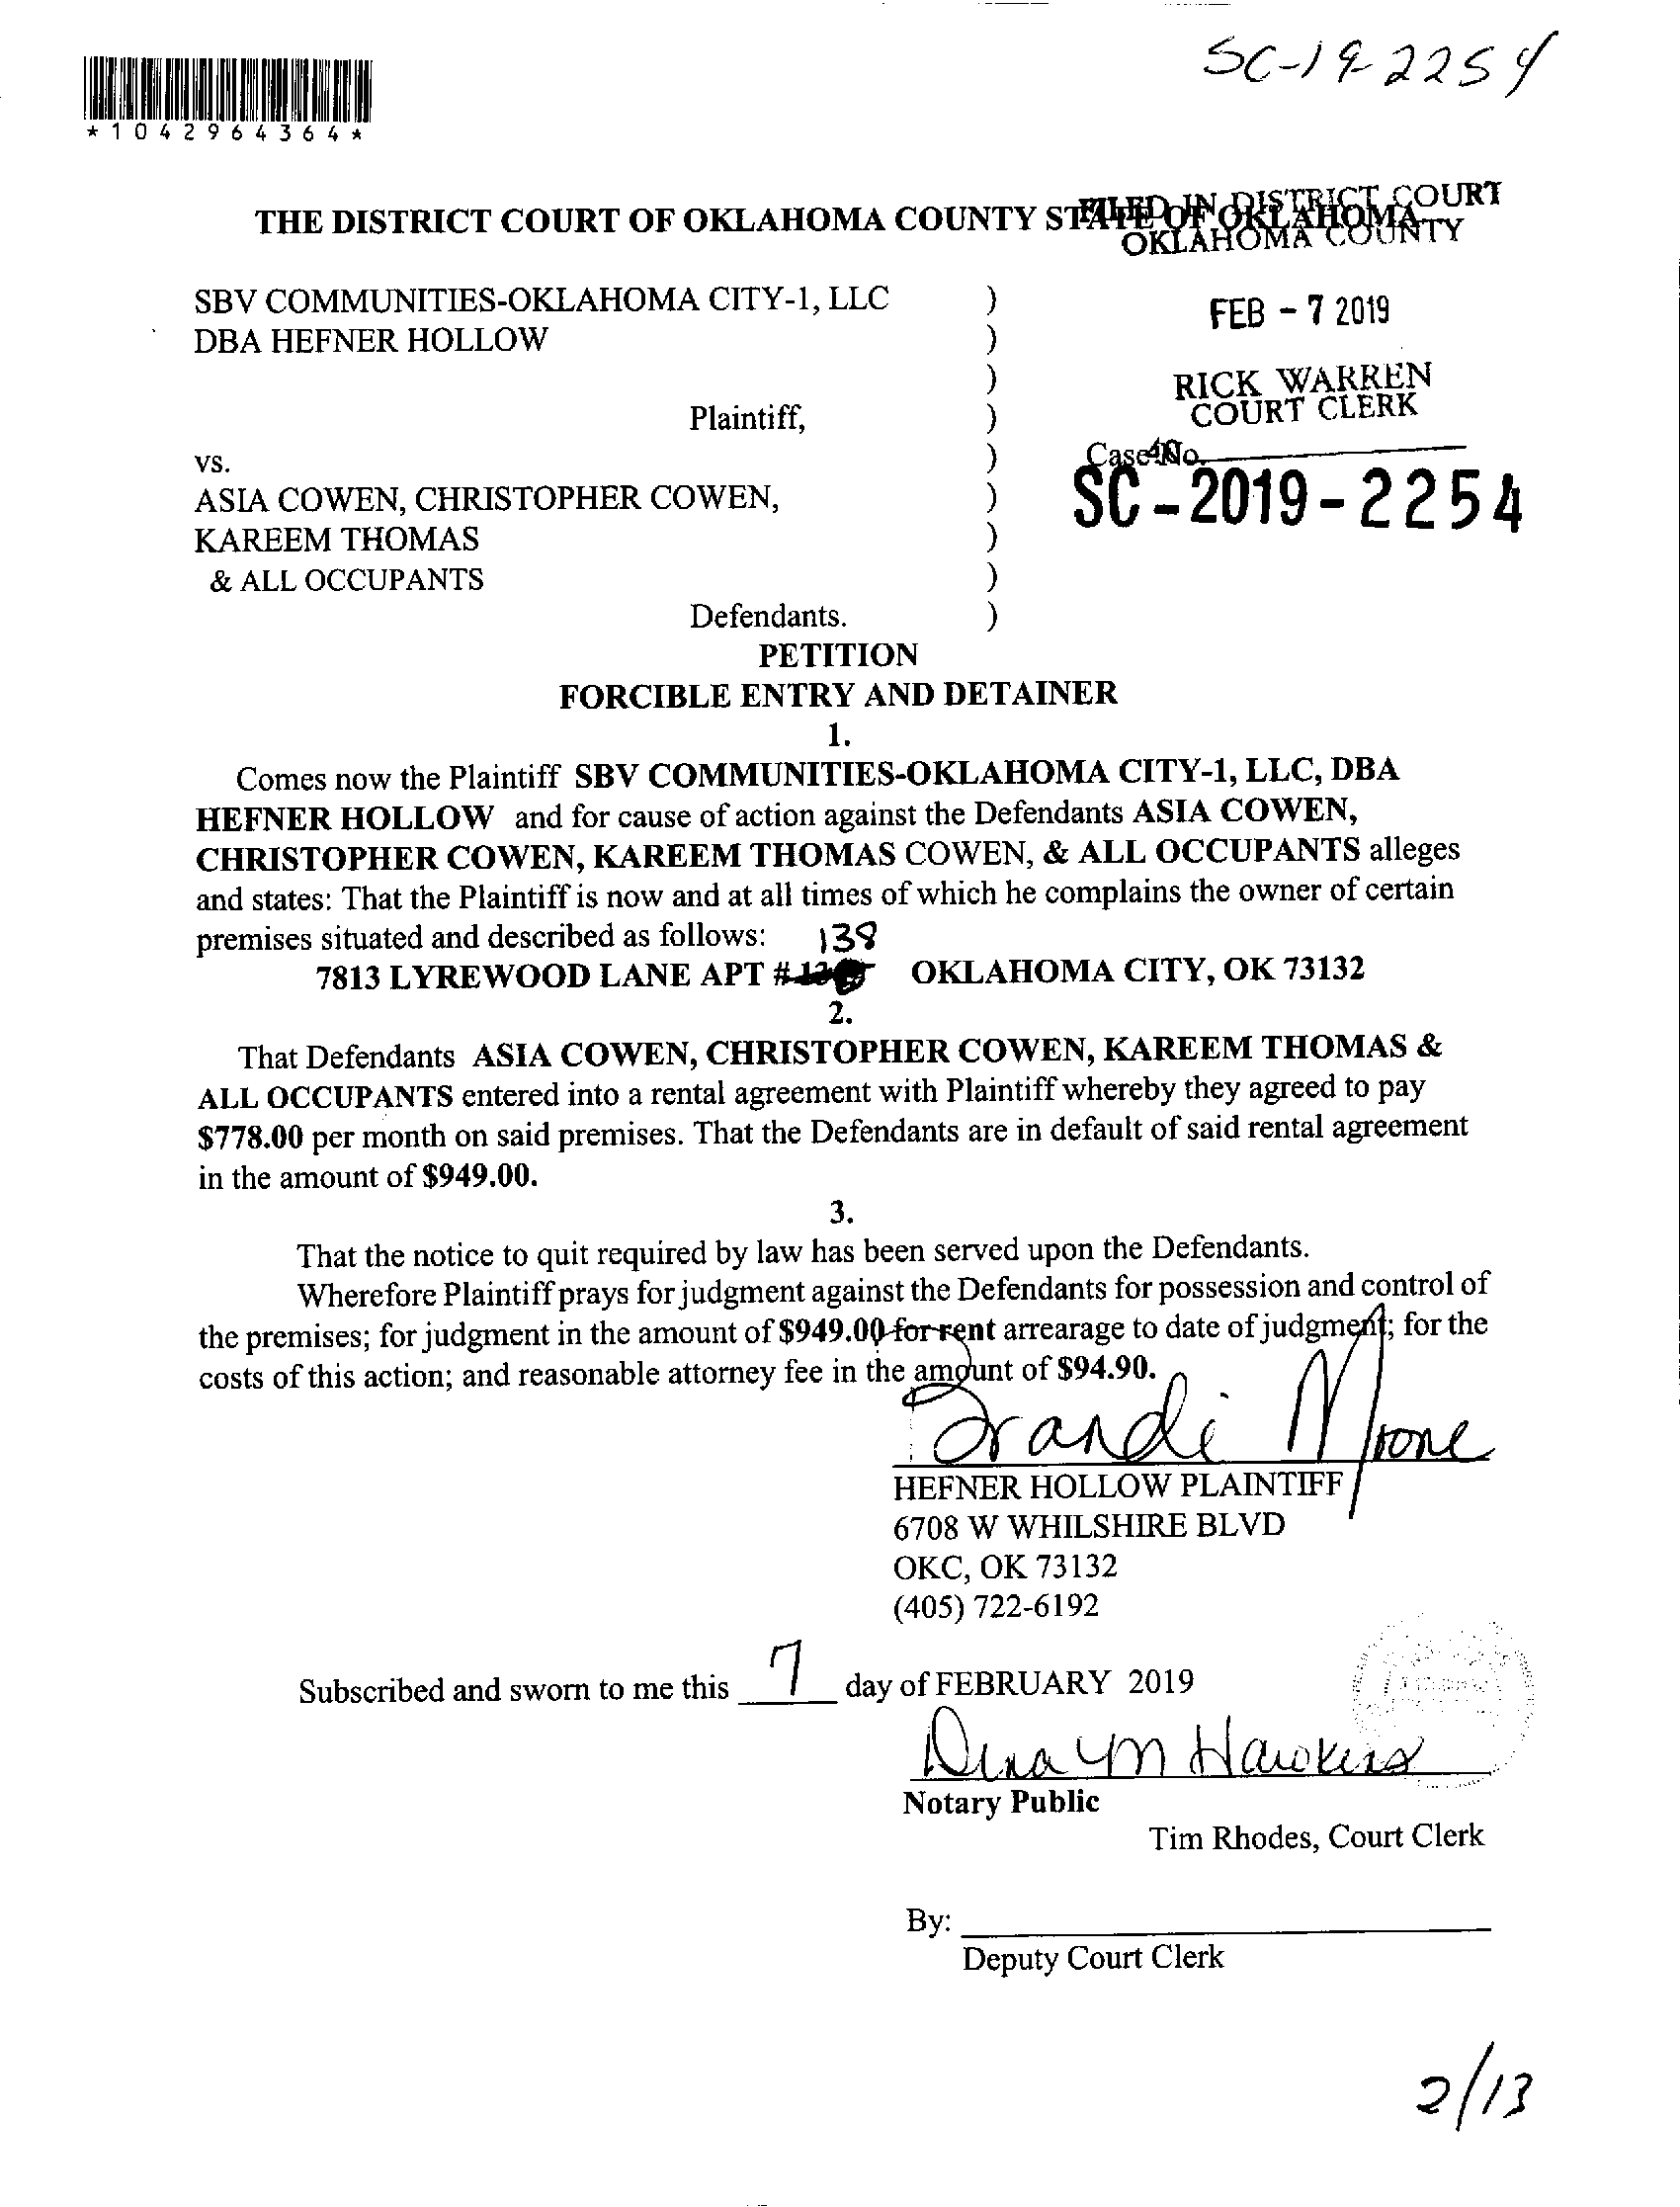 SC-19-2254
*1042964364*
THE DISTRICT COURT OF OKLAHOMA COUNTY STATE OF OKLAHOMA
FILED IN DISTRICT COURT
OKLAHOMA COUNTY
SBV COMMUNITIES-OKLAHOMA CITY-1, LLC )
DBA HEFNER HOLLOW )
)
Plaintiff, )
vs. )
ASIA COWEN, CHRISTOPHER COWEN, )
KAREEM THOMAS )
& ALL OCCUPANTS )
Defendants. )
FEB - 7 2019
RICK WARREN
COURT CLERK
Case No.
40
SC-2019-2254
PETITION
FORCIBLE ENTRY AND DETAINER
1.
Comes now the Plaintiff SBV COMMUNITIES-OKLAHOMA CITY-1, LLC, DBA
HEFNER HOLLOW and for cause of action against the Defendants ASIA COWEN,
CHRISTOPHER COWEN, KAREEM THOMAS COWEN, & ALL OCCUPANTS alleges
and states: That the Plaintiff is now and at all times of which he complains the owner of certain
premises situated and described as follows: 138
7813 LYREWOOD LANE APT # OKLAHOMA CITY, OK 73132
2.
That Defendants ASIA COWEN, CHRISTOPHER COWEN, KAREEM THOMAS &
ALL OCCUPANTS entered into a rental agreement with Plaintiff whereby they agreed to pay
$778.00 per month on said premises. That the Defendants are in default of said rental agreement
in the amount of $949.00.
3.
That the notice to quit required by law has been served upon the Defendants.
Wherefore Plaintiff prays for judgment against the Defendants for possession and control of
the premises; for judgment in the amount of $949.00 for rent arrearage to date of judgment; for the
costs of this action; and reasonable attorney fee in the amount of $94.90.
Brandi Moone
HEFNER HOLLOW PLAINTIFF
6708 W WHILSHIRE BLVD
OKC, OK 73132
(405) 722-6192
Subscribed and sworn to me this 7 day of FEBRUARY 2019
Dena M Hawkins
Notary Public
Tim Rhodes, Court Clerk
By:
Deputy Court Clerk
2/13